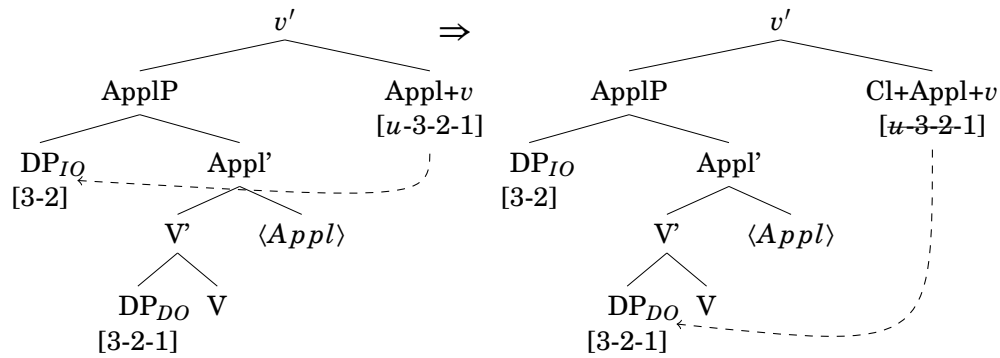 v′ ⇒ v′
ApplP Appl+v ApplP Cl+Appl+v
[u-3-2-1] [u-3-2-1]
DP_IO Appl' DP_IO Appl'
[3-2] [3-2]
V' ⟨Appl⟩ V' ⟨Appl⟩
DP_DO V DP_DO V
[3-2-1] [3-2-1]